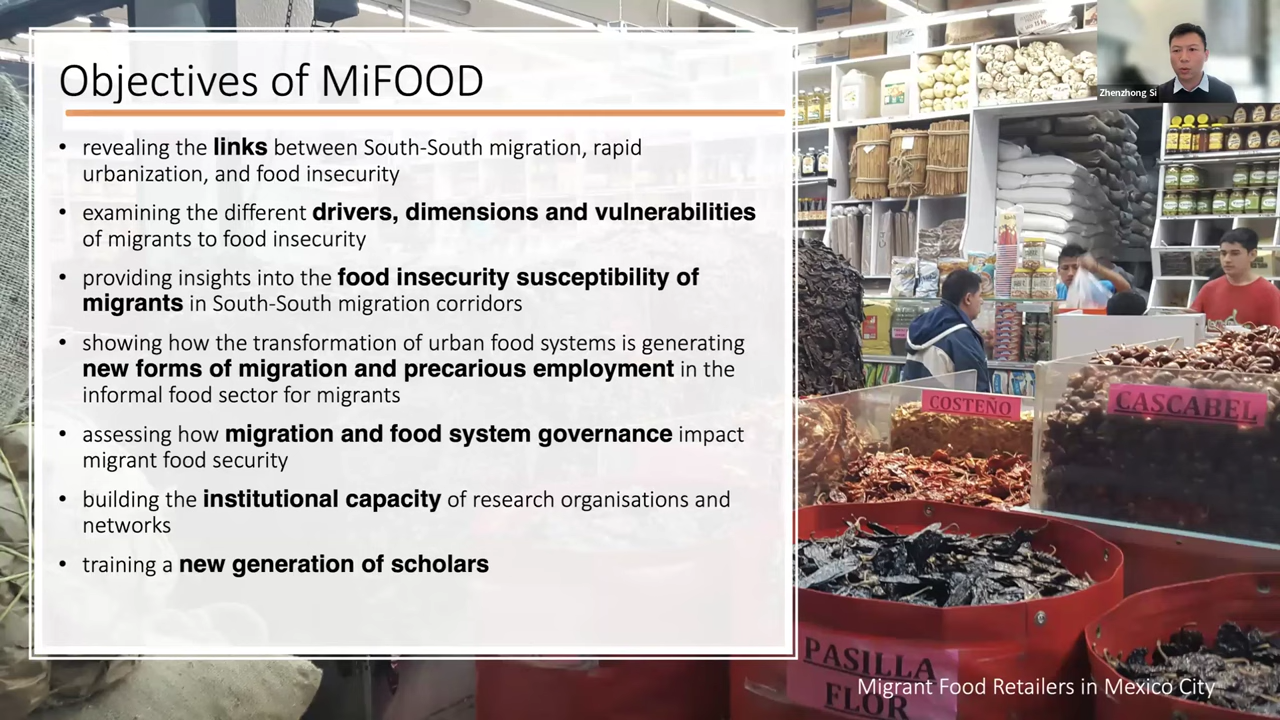 Objectives of MiFOOD
• revealing the links between South-South migration, rapid
urbanization, and food insecurity
• examining the different drivers, dimensions and vulnerabilities
of migrants to food insecurity
• providing insights into the food insecurity susceptibility of
migrants in South-South migration corridors
• showing how the transformation of urban food systems is generating
new forms of migration and precarious employment in the
informal food sector for migrants
• assessing how migration and food system governance impact
migrant food security
• building the institutional capacity of research organisations and
networks
• training a new generation of scholars
Zhenzhong Si
COSTEÑO
CASCABEL
PASILLA
FLOR
Migrant Food Retailers in Mexico City